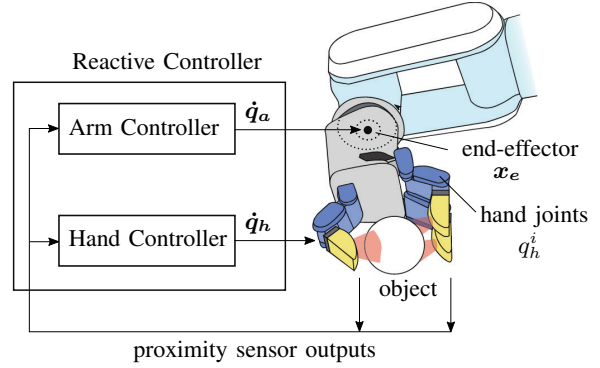 Reactive Controller
Arm Controller
q̇ₐ
end-effector
xₑ
hand joints
qₕⁱ
Hand Controller
q̇ₕ
object
proximity sensor outputs